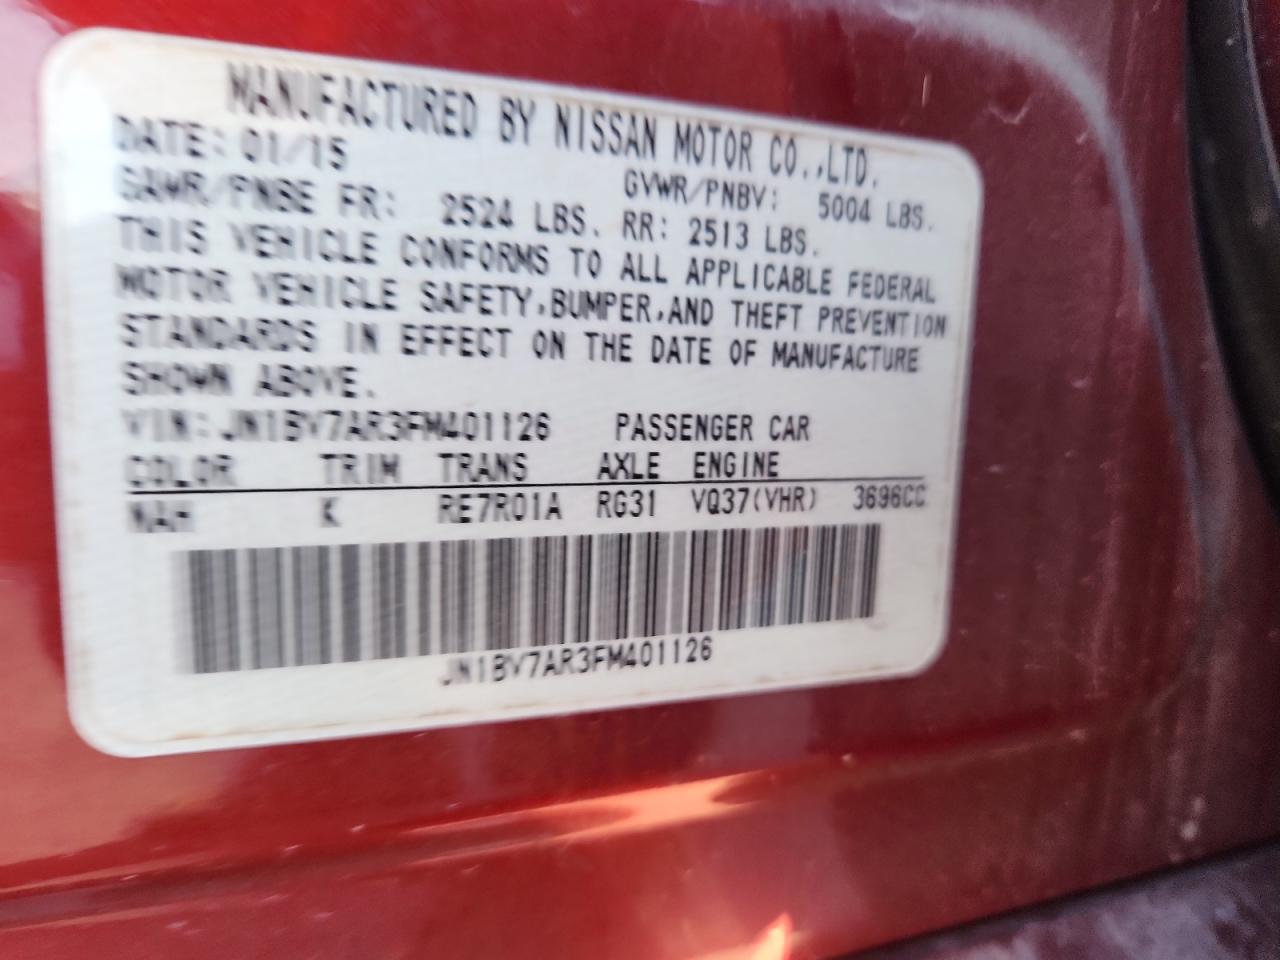 MANUFACTURED BY NISSAN MOTOR CO.,LTD.
DATE: 01/15 GVWR/PNBV: 5004 LBS.
GAWR/PNBE FR: 2524 LBS. RR: 2513 LBS.
THIS VEHICLE CONFORMS TO ALL APPLICABLE FEDERAL
MOTOR VEHICLE SAFETY,BUMPER,AND THEFT PREVENTION
STANDARDS IN EFFECT ON THE DATE OF MANUFACTURE
SHOWN ABOVE.
VIN: JN1BV7AR3FM401126 PASSENGER CAR
COLOR TRIM TRANS AXLE ENGINE
NAH K RE7R01A RG31 VQ37(VHR) 3696CC
JN1BV7AR3FM401126